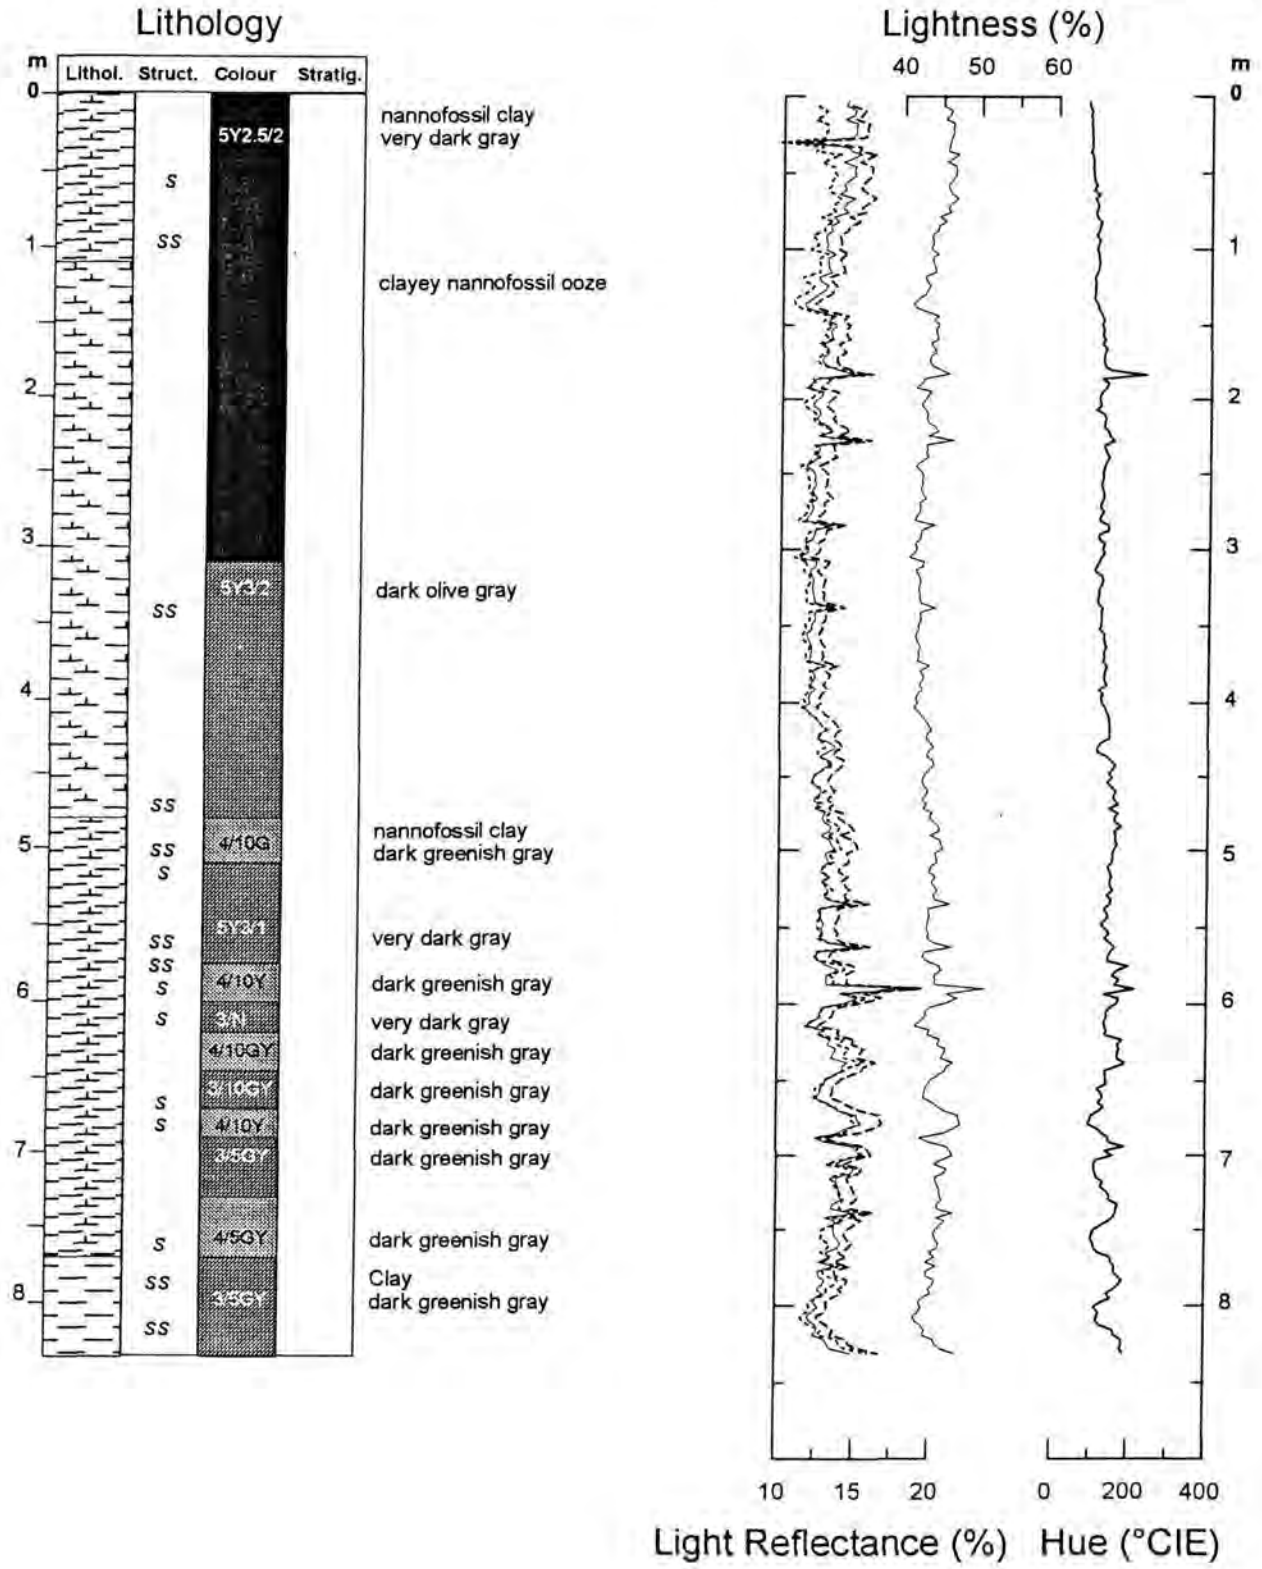 Lithology
Lightness (%)
m
Lithol. Struct. Colour Stratig.
40 50 60
m
0
0
5Y2.5/2
nannofossil clay
very dark gray
S
SS
1
1
clayey nannofossil ooze
2
2
3
3
5Y3/2
dark olive gray
SS
4
4
SS
4/10G
nannofossil clay
dark greenish gray
5
SS
5
S
5Y3/1
SS
very dark gray
SS
4/10Y
S
dark greenish gray
6
6
S
3/N
very dark gray
4/10GY
dark greenish gray
3/10GY
dark greenish gray
S
S
4/10Y
dark greenish gray
7
3/5GY
dark greenish gray
7
4/5GY
S
dark greenish gray
SS
Clay
8
3/5GY
dark greenish gray
8
SS
10 15 20
0 200 400
Light Reflectance (%)
Hue (°CIE)